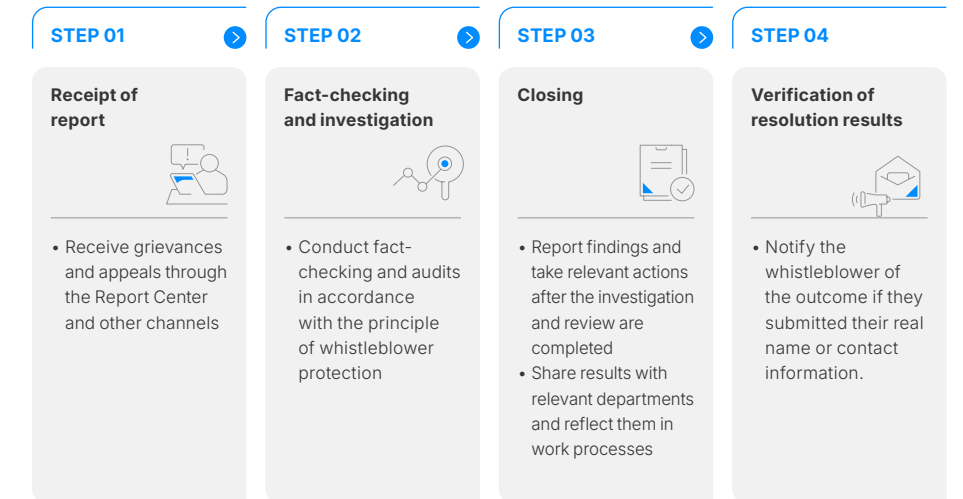 STEP 01
Receipt of
report
• Receive grievances
and appeals through
the Report Center
and other channels
STEP 02
Fact-checking
and investigation
• Conduct fact-
checking and audits
in accordance
with the principle
of whistleblower
protection
STEP 03
Closing
• Report findings and
take relevant actions
after the investigation
and review are
completed
• Share results with
relevant departments
and reflect them in
work processes
STEP 04
Verification of
resolution results
• Notify the
whistleblower of
the outcome if they
submitted their real
name or contact
information.